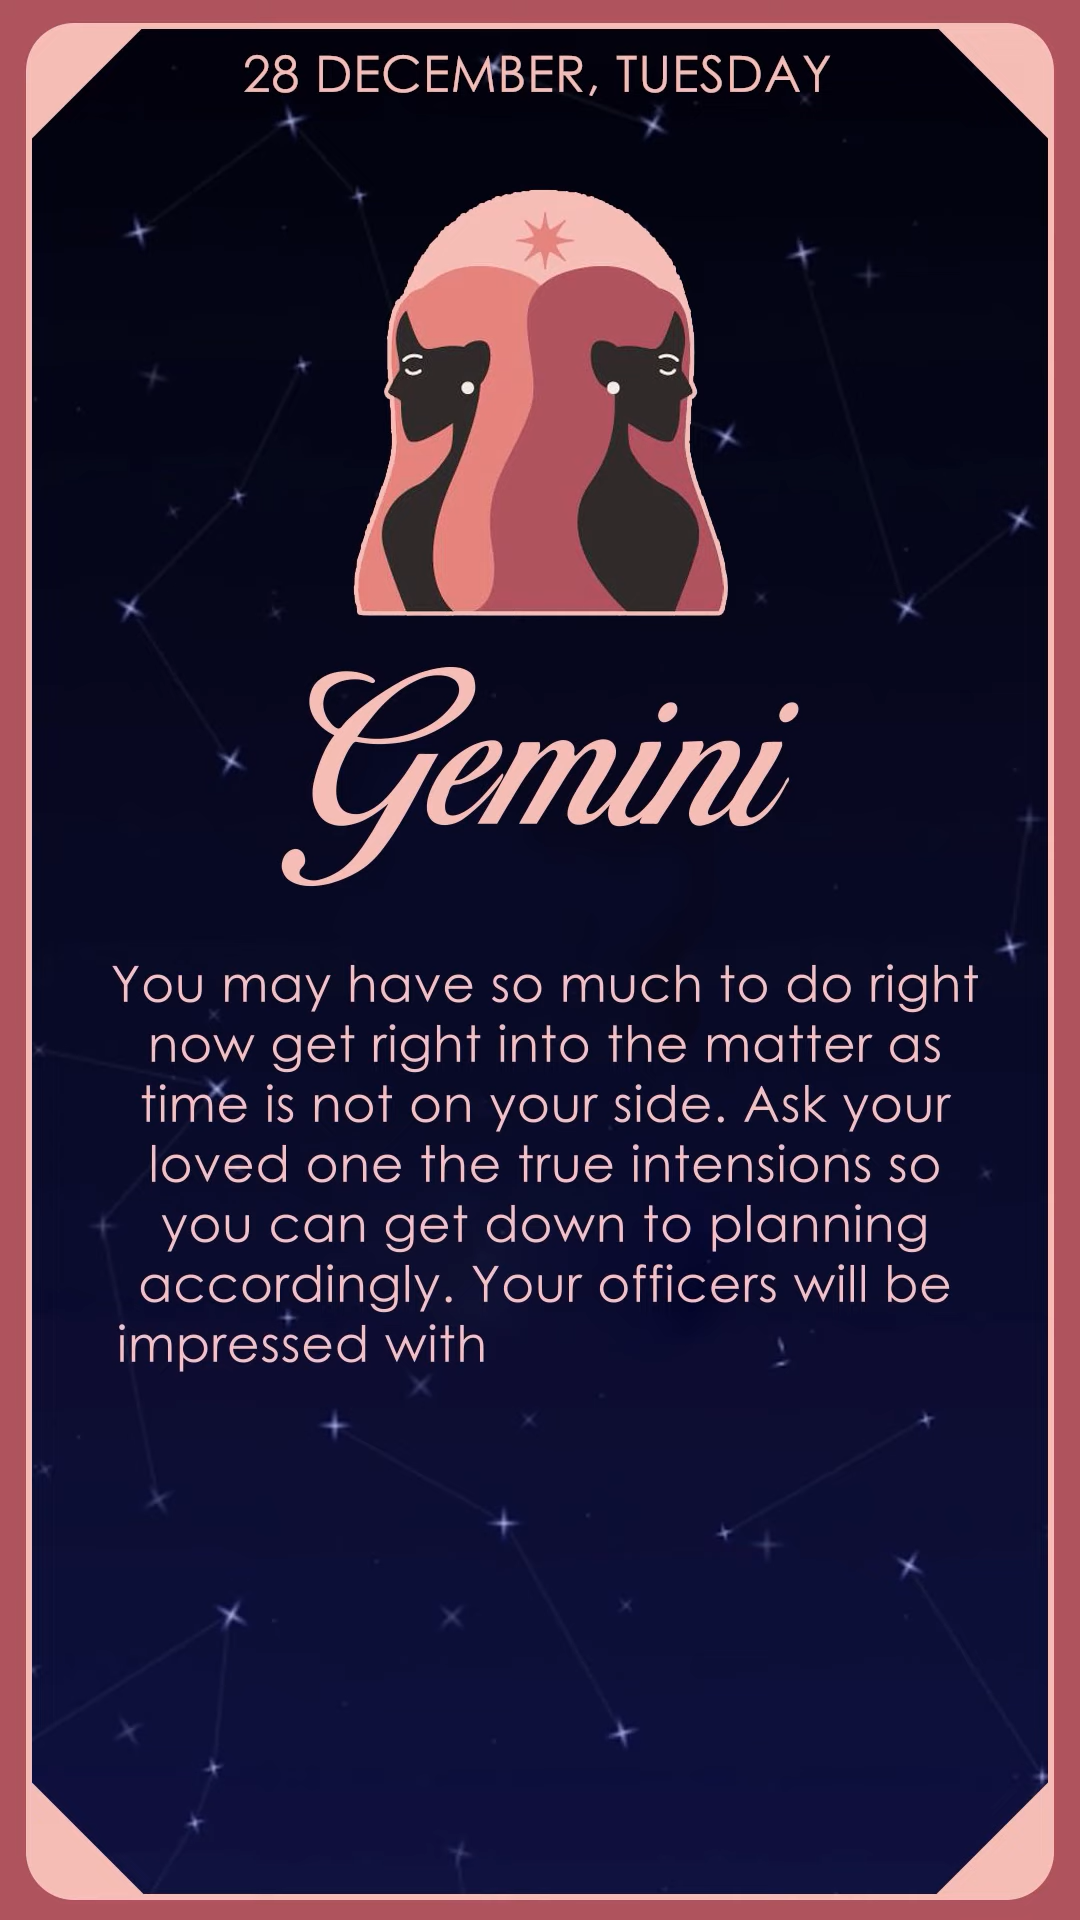 28 DECEMBER, TUESDAY
Gemini
You may have so much to do right
now get right into the matter as
time is not on your side. Ask your
loved one the true intensions so
you can get down to planning
accordingly. Your officers will be
impressed with